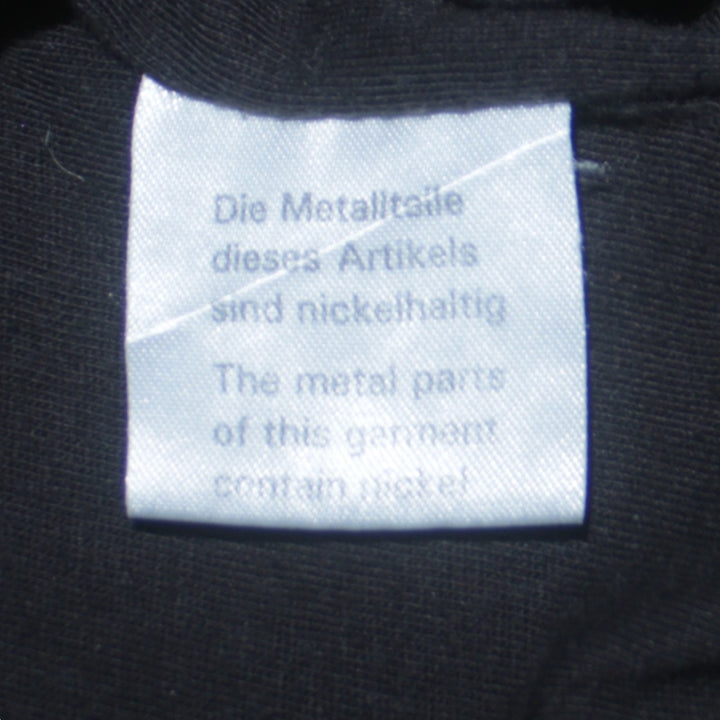 Die Metallteile
dieses Artikels
sind nickelhaltig
The metal parts
of this garment
contain nickel